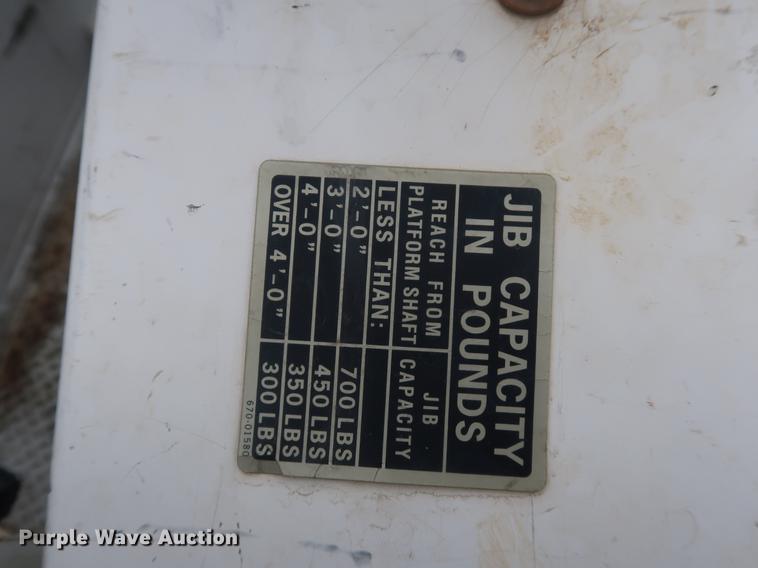 JIB CAPACITY
IN POUNDS
REACH FROM
PLATFORM SHAFT
JIB
CAPACITY
LESS THAN:
2'-0" 700 LBS
3'-0" 450 LBS
4'-0" 350 LBS
OVER 4'-0" 300 LBS
670-01580
Purple Wave Auction